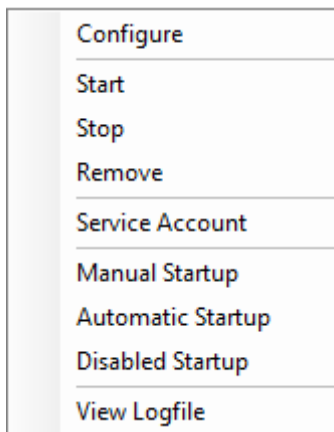 Configure
Start
Stop
Remove
Service Account
Manual Startup
Automatic Startup
Disabled Startup
View Logfile